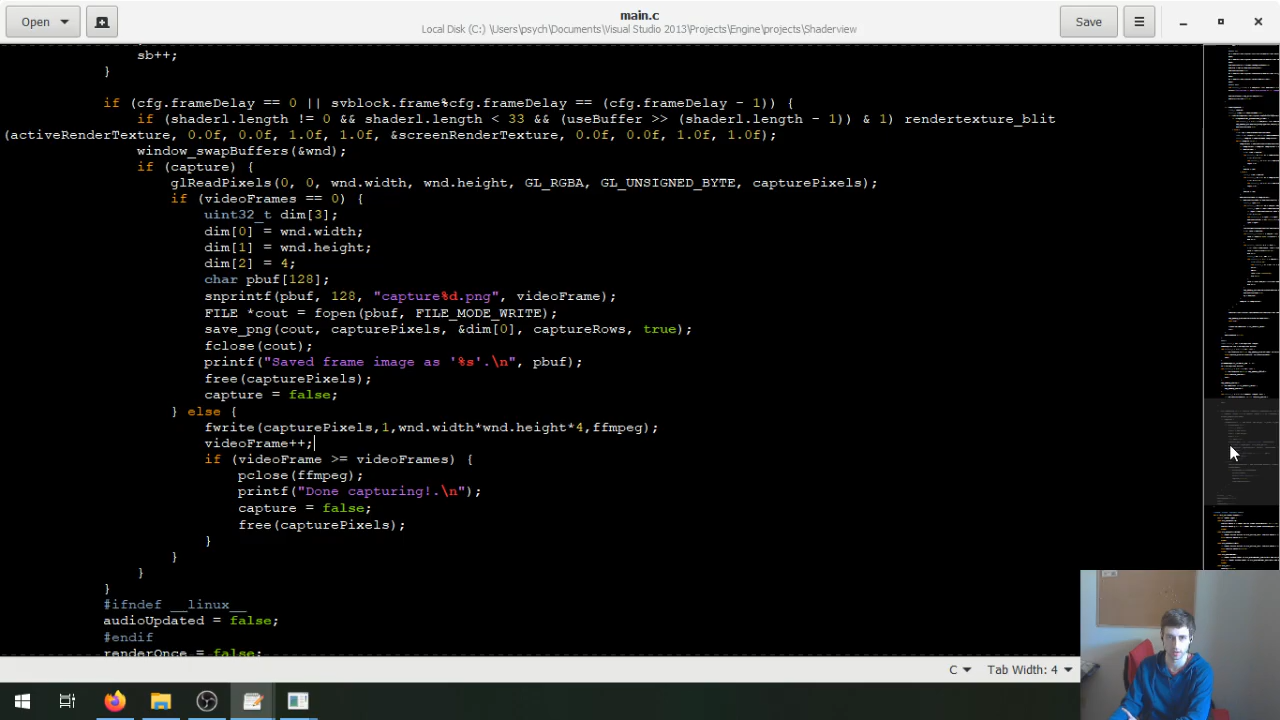 Open
main.c
Local Disk (C:) \Users\psych\Documents\Visual Studio 2013\Projects\Engine\projects\Shaderview
Save
sb++;
}
if (cfg.frameDelay == 0 || svbpmc.framectg.frameDelay == (cfg.frameDelay - 1)) {
if (shaderl.length != 0 && shaderl.length < 33 && (useBuffer >> (shaderl.length - 1)) & 1) rendertexture_blit
(activeRenderTexture, 0.0f, 0.0f, 1.0f, 1.0f, &screenRenderTexture, 0.0f, 0.0f, 1.0f, 1.0f);
window_swapBuffers(&wnd);
if (capture) {
glReadPixels(0, 0, wnd.width, wnd.height, GL_RGBA, GL_UNSIGNED_BYTE, capturePixels);
if (videoFrames == 0) {
uint32_t dim[3];
dim[0] = wnd.width;
dim[1] = wnd.height;
dim[2] = 4;
char pbuf[128];
snprintf(pbuf, 128, "capture%d.png", videoFrame);
FILE *cout = fopen(pbuf, FILE_MODE_WRITE);
save_png(cout, capturePixels, &dim[0], captureRows, true);
fclose(cout);
printf("Saved frame image as '%s'.\n", pbuf);
free(capturePixels);
capture = false;
} else {
fwrite(capturePixels,1,wnd.width*wnd.height*4,ffmpeg);
videoFrame++;
if (videoFrame >= videoFrames) {
pclose(ffmpeg);
printf("Done capturing!.\n");
capture = false;
free(capturePixels);
}
}
}
}
#ifndef __linux__
audioUpdated = false;
#endif
renderOnce = false;
C
Tab Width: 4